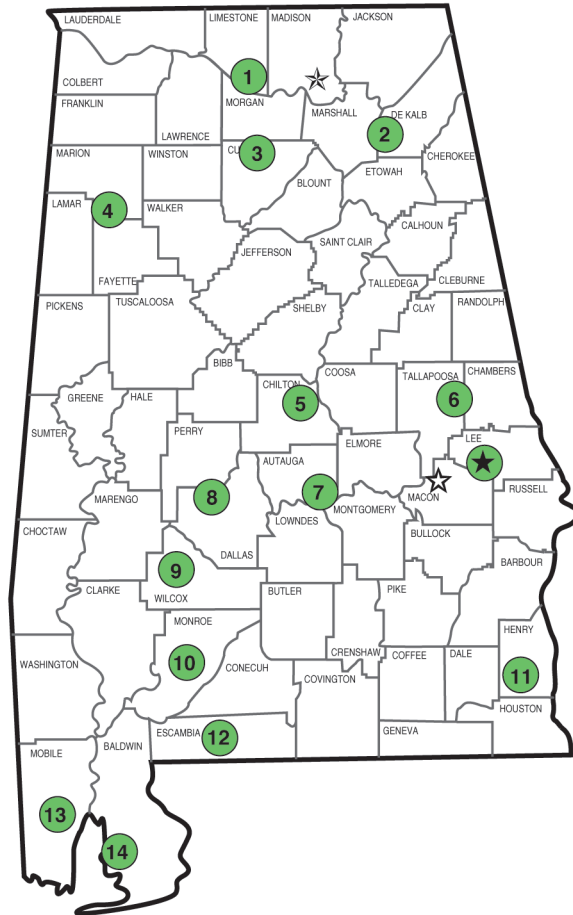 LAUDERDALE
LIMESTONE
MADISON
JACKSON
COLBERT
1
FRANKLIN
MORGAN
MARSHALL
DE KALB
LAWRENCE
2
MARION
WINSTON
CU
3
CHEROKEE
BLOUNT
ETOWAH
LAMAR
4
WALKER
CALHOUN
SAINT CLAIR
JEFFERSON
FAYETTE
TALLEDEGA
CLEBURNE
PICKENS
TUSCALOOSA
SHELBY
CLAY
RANDOLPH
BIBB
COOSA
TALLAPOOSA
CHAMBERS
GREENE
HALE
CHILTON
5
6
SUMTER
PERRY
ELMORE
LEE
AUTAUGA
MARENGO
8
7
MACON
RUSSELL
LOWNDES
MONTGOMERY
CHOCTAW
DALLAS
BULLOCK
BARBOUR
9
CLARKE
WILCOX
BUTLER
PIKE
MONROE
HENRY
WASHINGTON
10
CONECUH
CRENSHAW
COFFEE
DALE
11
COVINGTON
HOUSTON
ESCAMBIA
12
GENEVA
MOBILE
BALDWIN
13
14